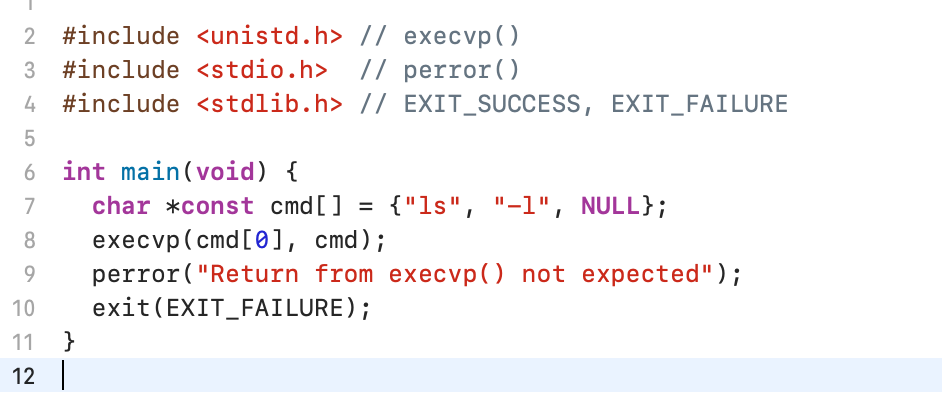 2 #include <unistd.h> // execvp()
3 #include <stdio.h>  // perror()
4 #include <stdlib.h> // EXIT_SUCCESS, EXIT_FAILURE
5
6 int main(void) {
7   char *const cmd[] = {"ls", "-l", NULL};
8   execvp(cmd[0], cmd);
9   perror("Return from execvp() not expected");
10   exit(EXIT_FAILURE);
11 }
12